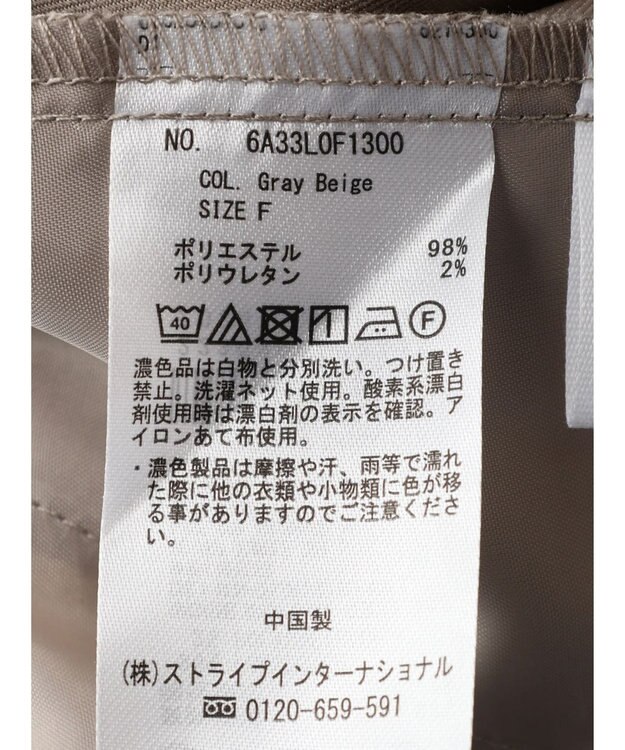 NO. 6A33L0F1300
COL. Gray Beige
SIZE F
ポリエステル 98%
ポリウレタン 2%
40 F
濃色品は白物と分別洗い。つけ置き
禁止。洗濯ネット使用。酸素系漂白
剤使用時は漂白剤の表示を確認。ア
イロンあて布使用。
・濃色製品は摩擦や汗、雨等で濡れ
た際に他の衣類や小物類に色が移
る事がありますのでご注意くださ
い。
中国製
(株)ストライプインターナショナル
0120-659-591